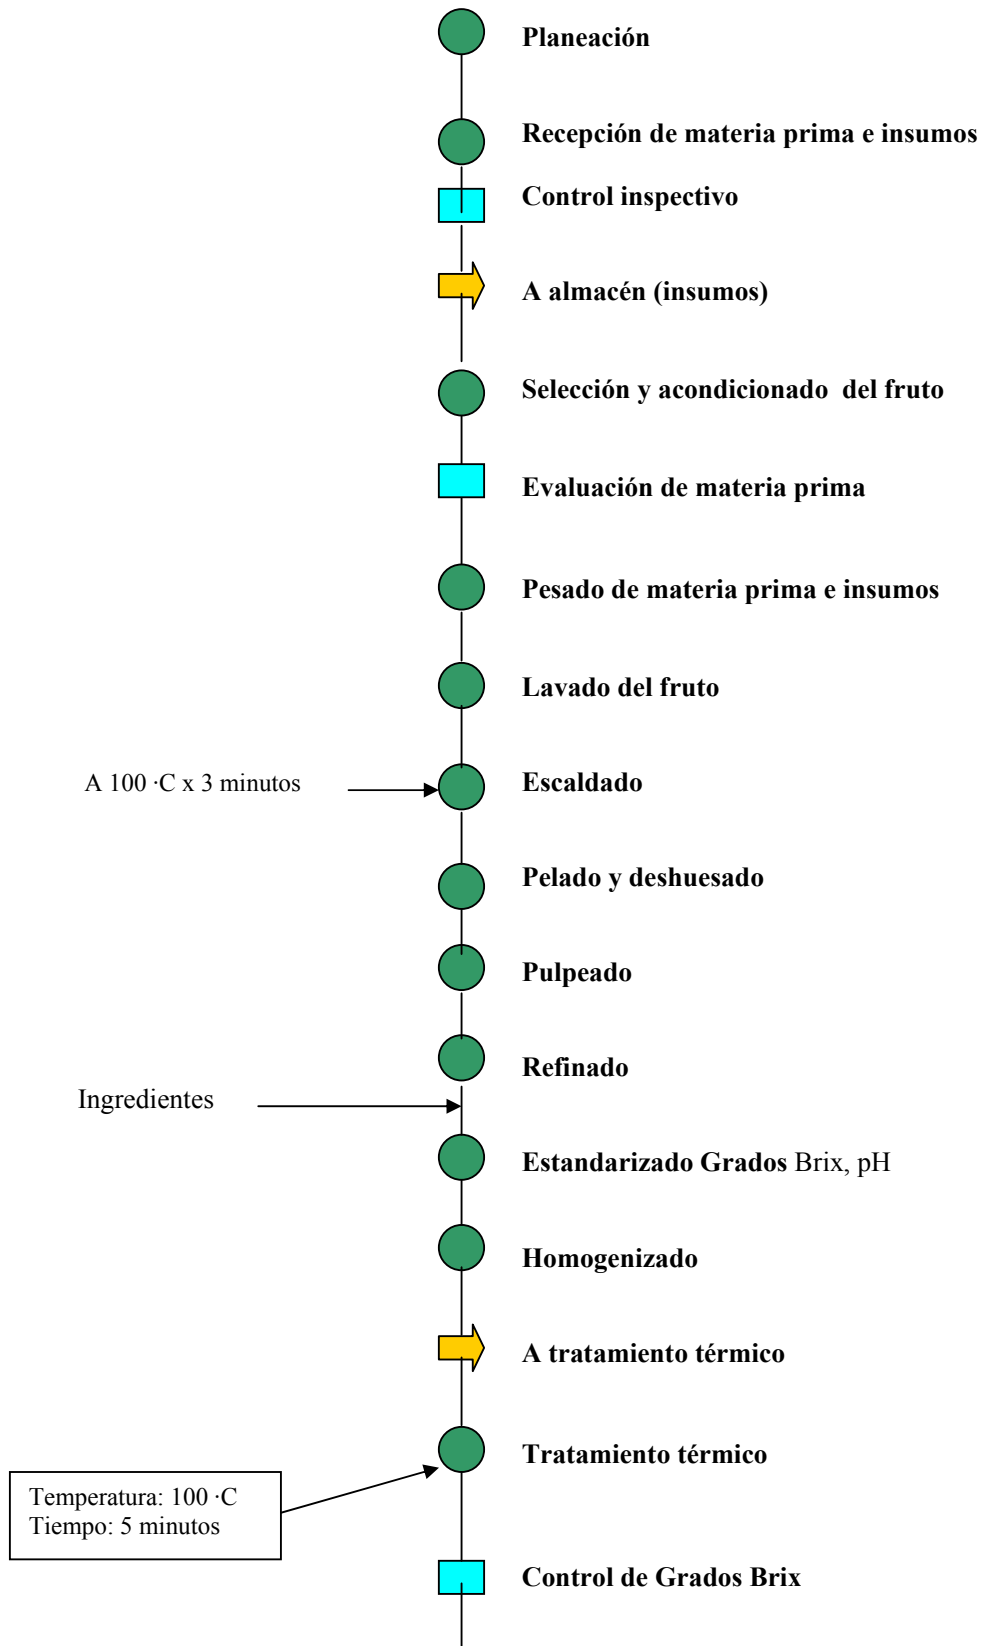 Planeación
Recepción de materia prima e insumos
Control inspectivo
A almacén (insumos)
Selección y acondicionado  del fruto
Evaluación de materia prima
Pesado de materia prima e insumos
Lavado del fruto
A 100 ·C x 3 minutos
Escaldado
Pelado y deshuesado
Pulpeado
Refinado
Ingredientes
Estandarizado Grados Brix, pH
Homogenizado
A tratamiento térmico
Tratamiento térmico
Temperatura: 100 ·C
Tiempo: 5 minutos
Control de Grados Brix